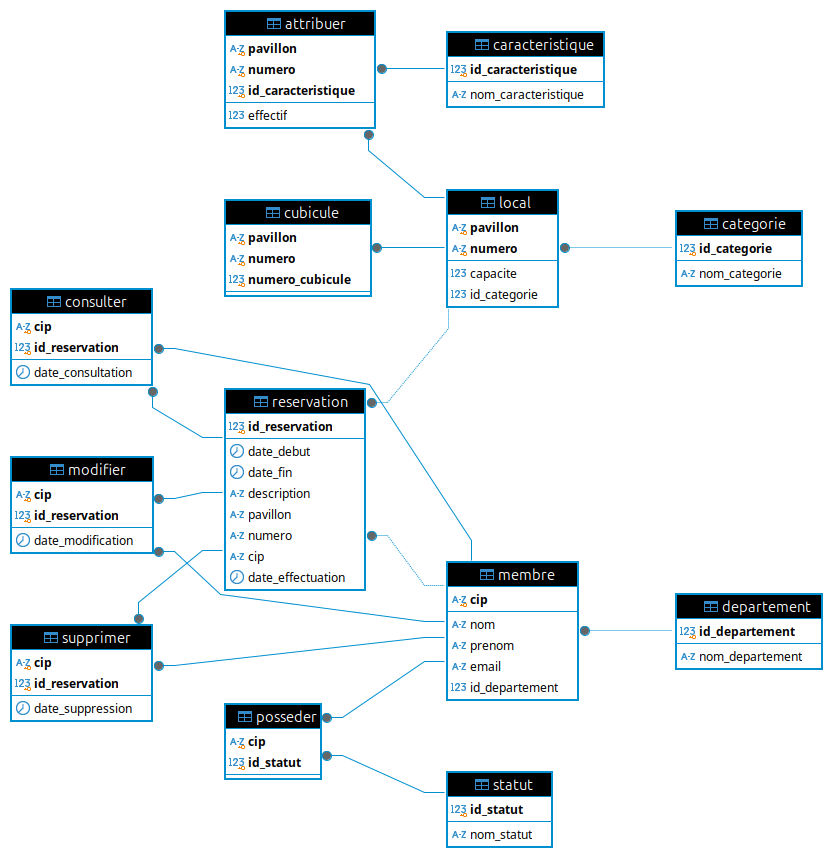 attribuer
A-Z pavillon
A-Z numero
123 id_caracteristique
123 effectif
caracteristique
123 id_caracteristique
A-Z nom_caracteristique
cubicule
A-Z pavillon
A-Z numero
123 numero_cubicule
local
A-Z pavillon
A-Z numero
123 capacite
123 id_categorie
categorie
123 id_categorie
A-Z nom_categorie
consulter
A-Z cip
123 id_reservation
date_consultation
reservation
123 id_reservation
date_debut
date_fin
A-Z description
A-Z pavillon
A-Z numero
A-Z cip
date_effectuation
modifier
A-Z cip
123 id_reservation
date_modification
membre
A-Z cip
A-Z nom
A-Z prenom
A-Z email
123 id_departement
departement
123 id_departement
A-Z nom_departement
supprimer
A-Z cip
123 id_reservation
date_suppression
posseder
A-Z cip
123 id_statut
statut
123 id_statut
A-Z nom_statut